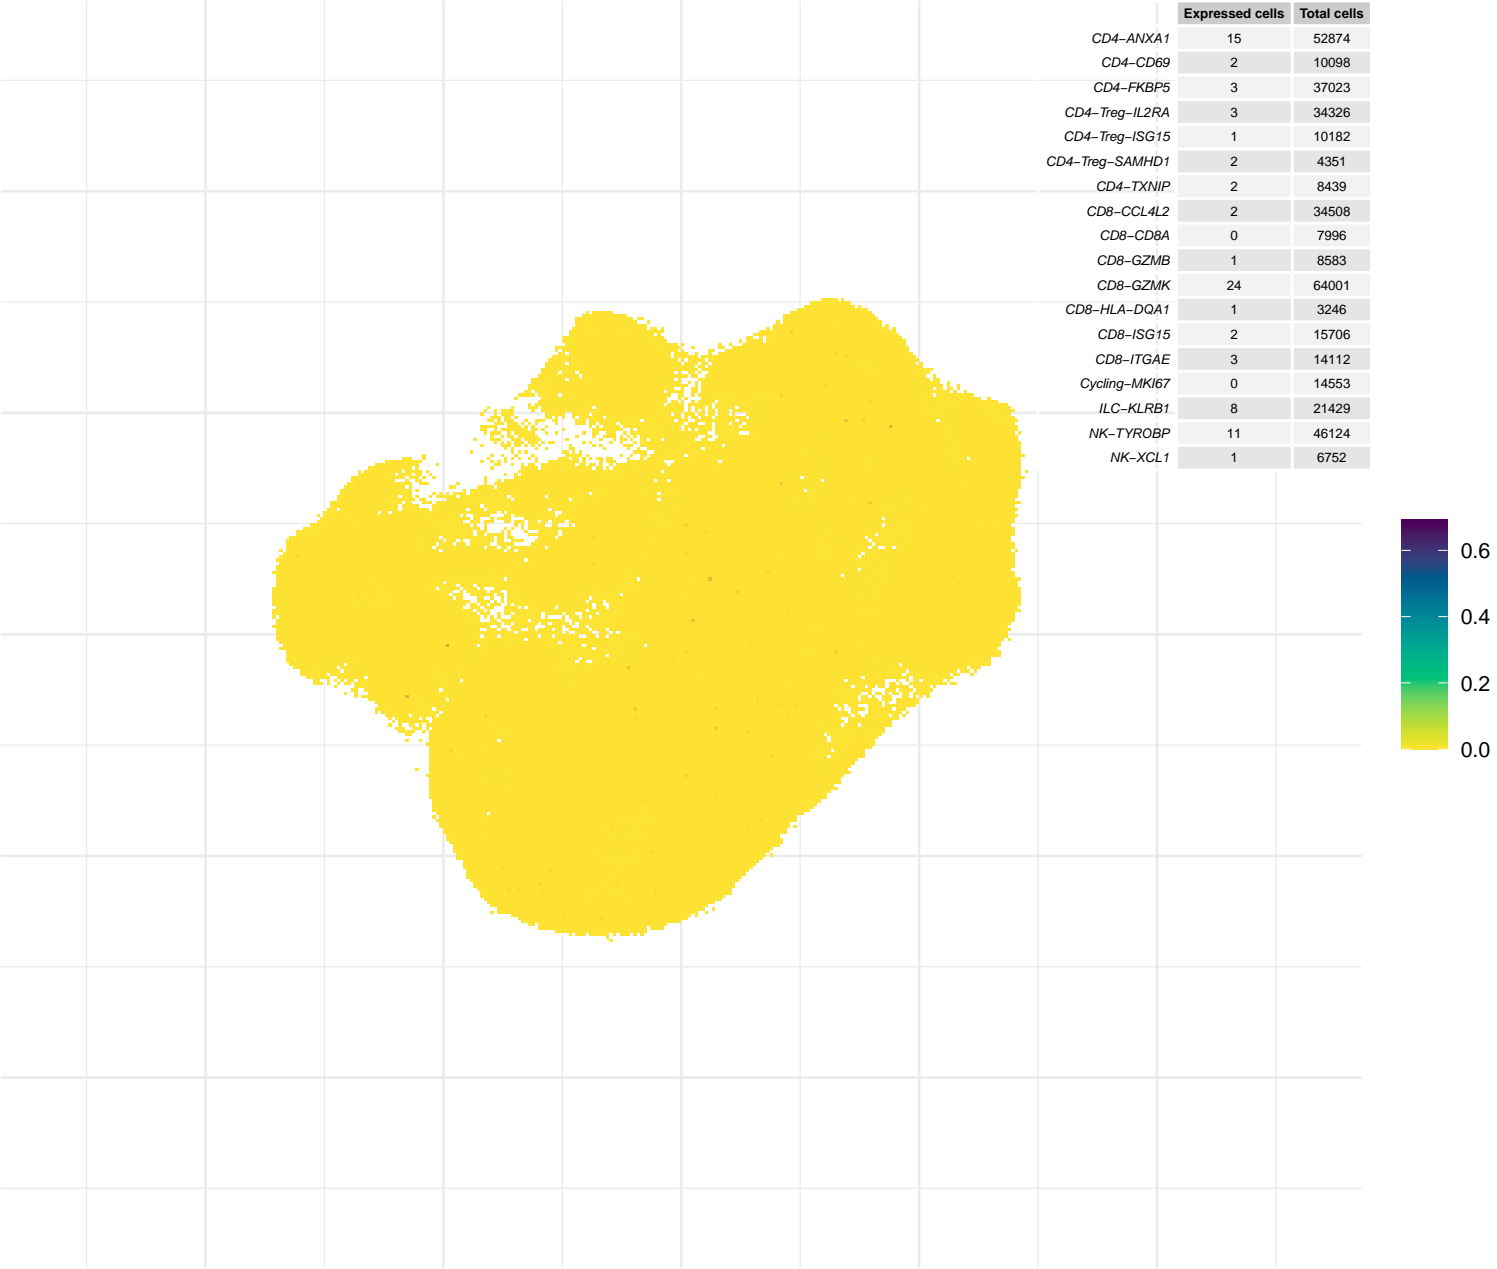 Expressed cells Total cells
CD4−ANXA1 15 52874
CD4−CD69 2 10098
CD4−FKBP5 3 37023
CD4−Treg−IL2RA 3 34326
CD4−Treg−ISG15 1 10182
CD4−Treg−SAMHD1 2 4351
CD4−TXNIP 2 8439
CD8−CCL4L2 2 34508
CD8−CD8A 0 7996
CD8−GZMB 1 8583
CD8−GZMK 24 64001
CD8−HLA−DQA1 1 3246
CD8−ISG15 2 15706
CD8−ITGAE 3 14112
Cycling−MKI67 0 14553
ILC−KLRB1 8 21429
NK−TYROBP 11 46124
NK−XCL1 1 6752
0.6
0.4
0.2
0.0